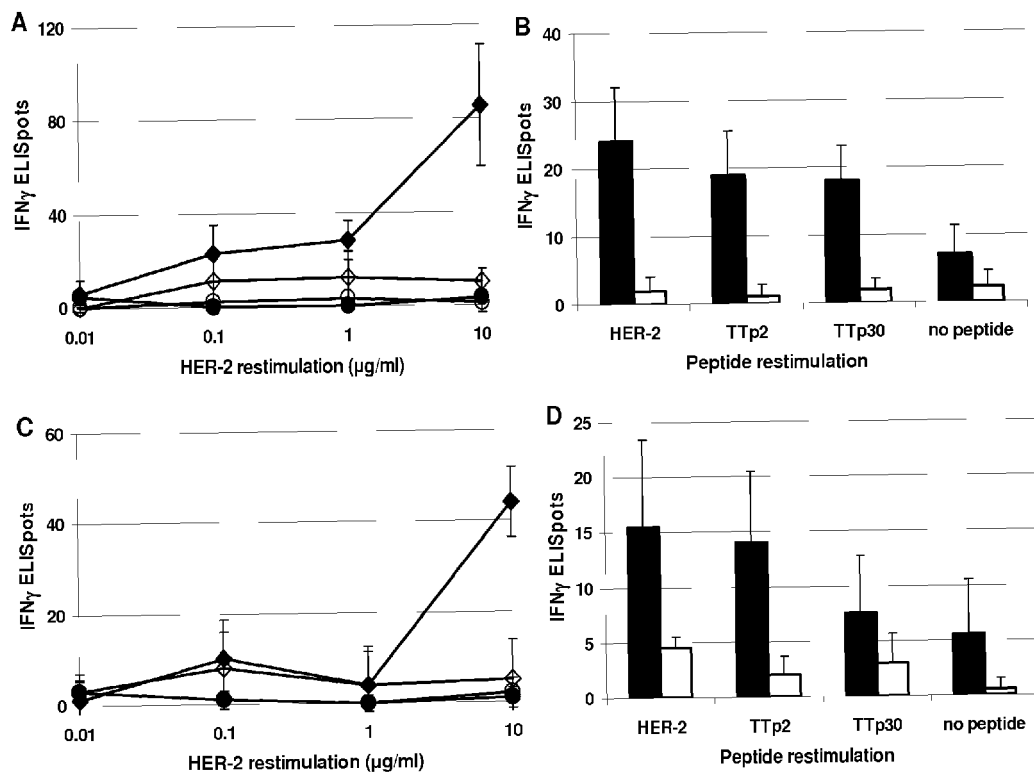 A
120
80
40
0
IFNγ ELISpots
0.01 0.1 1 10
HER-2 restimulation (µg/ml)
B
40
30
20
10
0
IFNγ ELISpots
HER-2 TTp2 TTp30 no peptide
Peptide restimulation
C
60
40
20
0
IFNγ ELISpots
0.01 0.1 1 10
HER-2 restimulation (µg/ml)
D
25
20
15
10
5
0
IFNγ ELISpots
HER-2 TTp2 TTp30 no peptide
Peptide restimulation